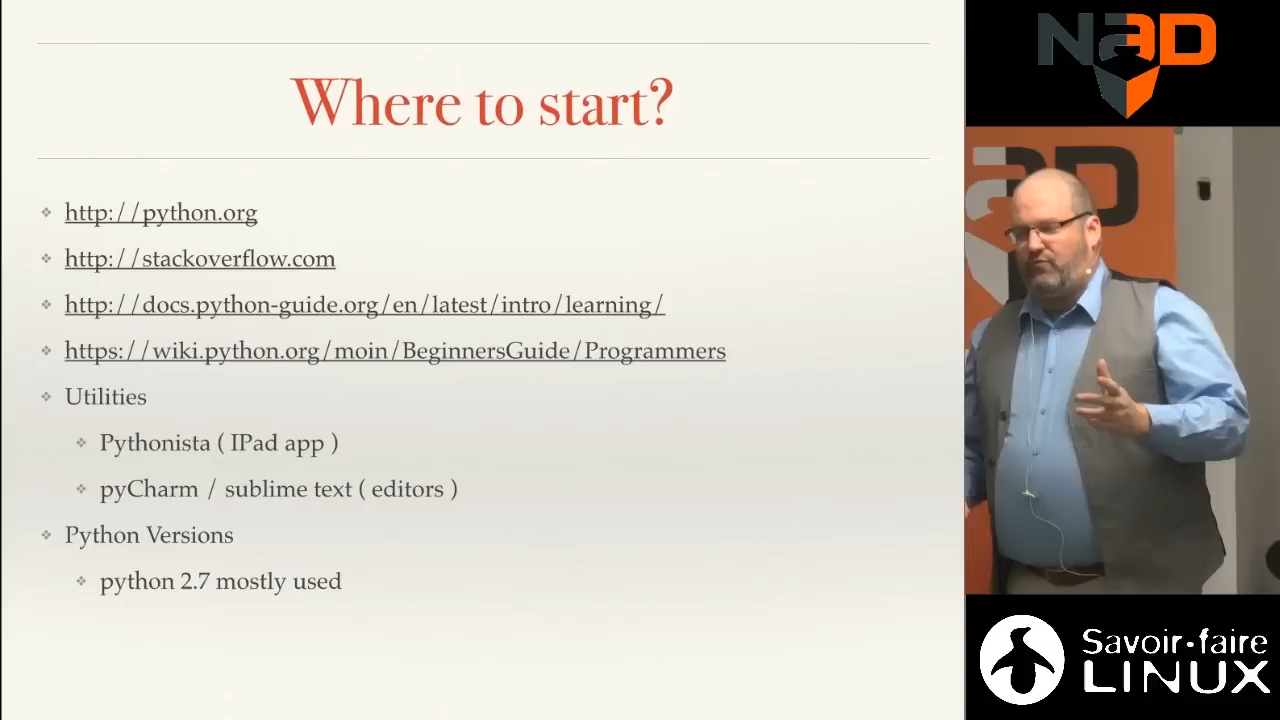 Where to start?
http://python.org
http://stackoverflow.com
http://docs.python-guide.org/en/latest/intro/learning/
https://wiki.python.org/moin/BeginnersGuide/Programmers
Utilities
Pythonista ( IPad app )
pyCharm / sublime text ( editors )
Python Versions
python 2.7 mostly used
NAD
Savoir-faire
LINUX